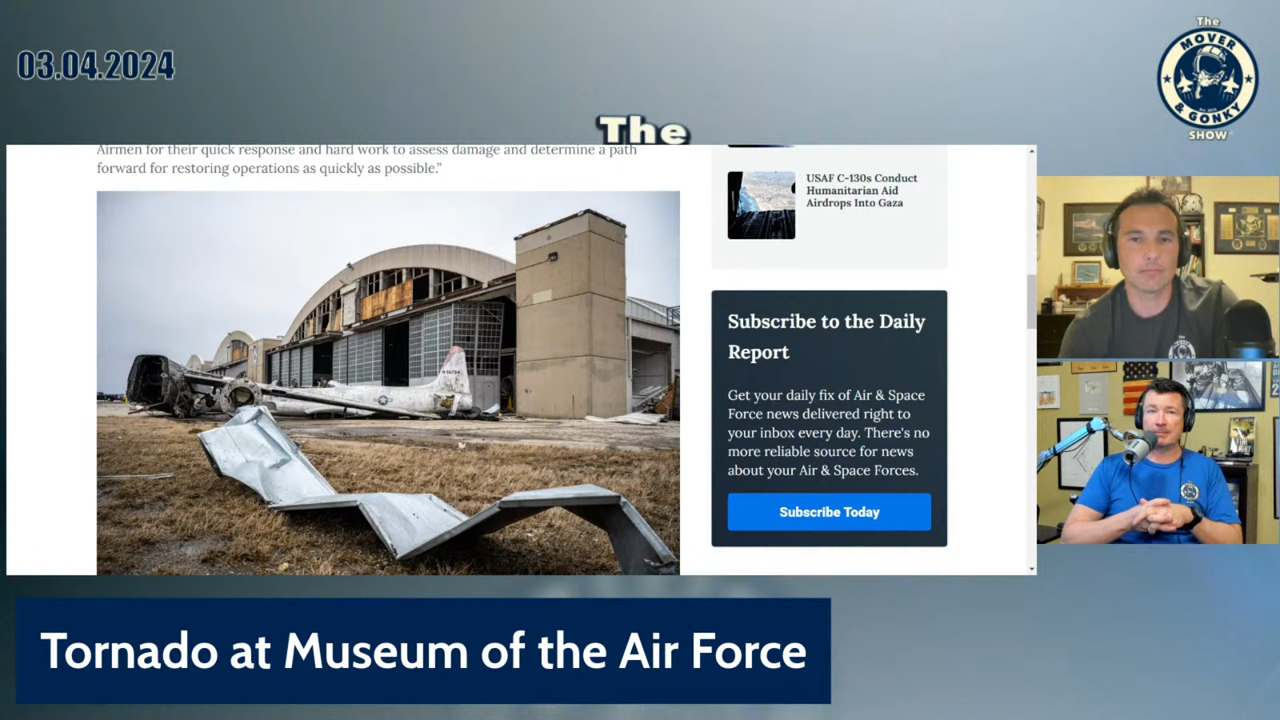 03.04.2024
The
MOVER
& GONKY
SHOW
The
Airmen for their quick response and hard work to assess damage and determine a path
forward for restoring operations as quickly as possible.”
USAF C-130s Conduct
Humanitarian Aid
Airdrops Into Gaza
Subscribe to the Daily
Report
Get your daily fix of Air & Space
Force news delivered right to
your inbox every day. There's no
more reliable source for news
about your Air & Space Forces.
Subscribe Today
Tornado at Museum of the Air Force